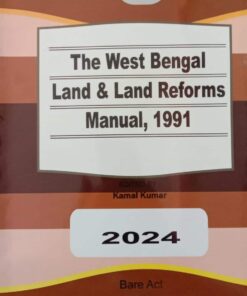 The West Bengal
Land & Land Reforms
Manual, 1991
Kamal Kumar
2024
Bare Act